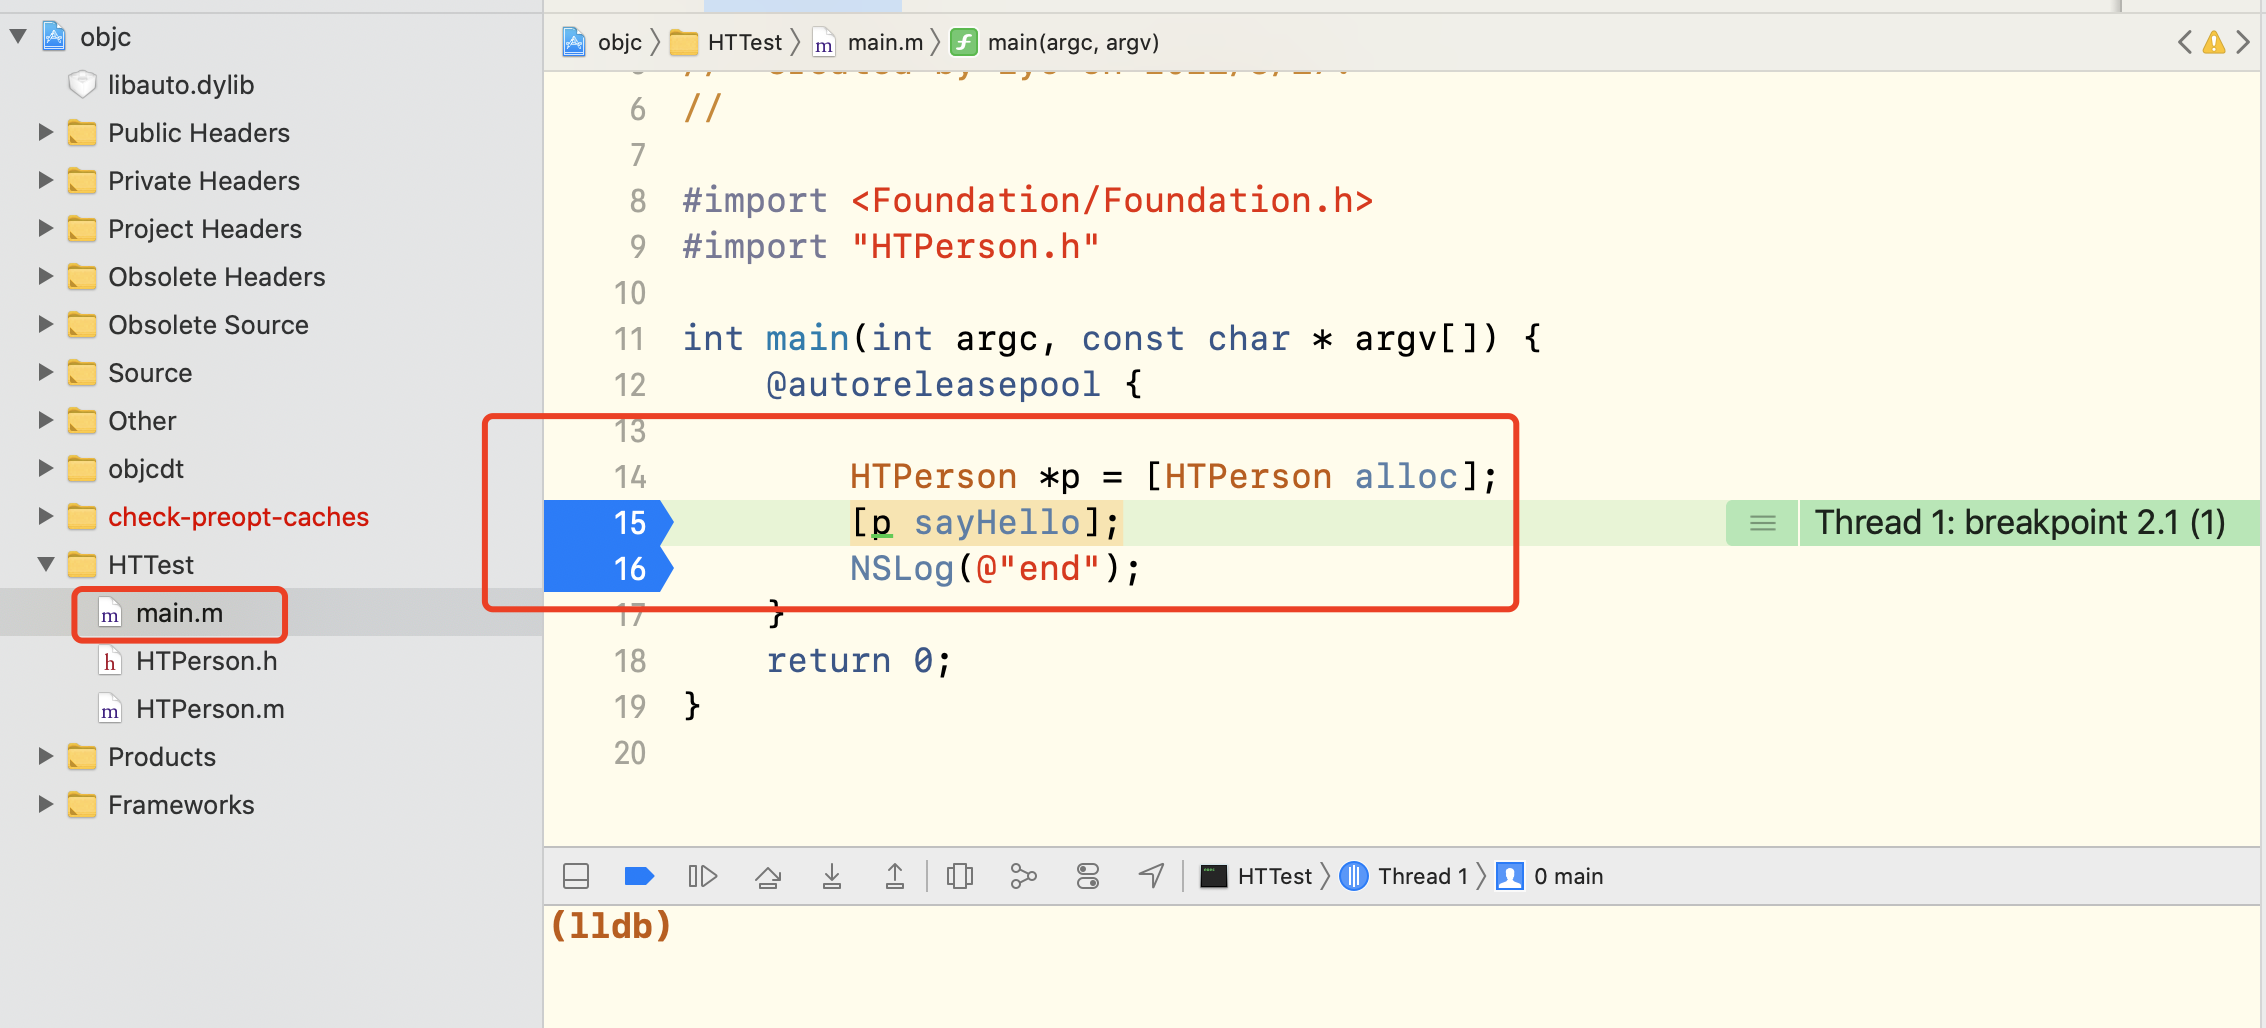 objc
libauto.dylib
Public Headers
Private Headers
Project Headers
Obsolete Headers
Obsolete Source
Source
Other
objcdt
check-preopt-caches
HTTest
main.m
HTPerson.h
HTPerson.m
Products
Frameworks
objc 〉 HTTest 〉 main.m 〉 main(argc, argv)
6 //
7
8 #import <Foundation/Foundation.h>
9 #import "HTPerson.h"
10
11 int main(int argc, const char * argv[]) {
12 @autoreleasepool {
13
14 HTPerson *p = [HTPerson alloc];
15 [p sayHello]; Thread 1: breakpoint 2.1 (1)
16 NSLog(@"end");
17 }
18 return 0;
19 }
20
HTTest 〉 Thread 1 〉 0 main
(lldb)